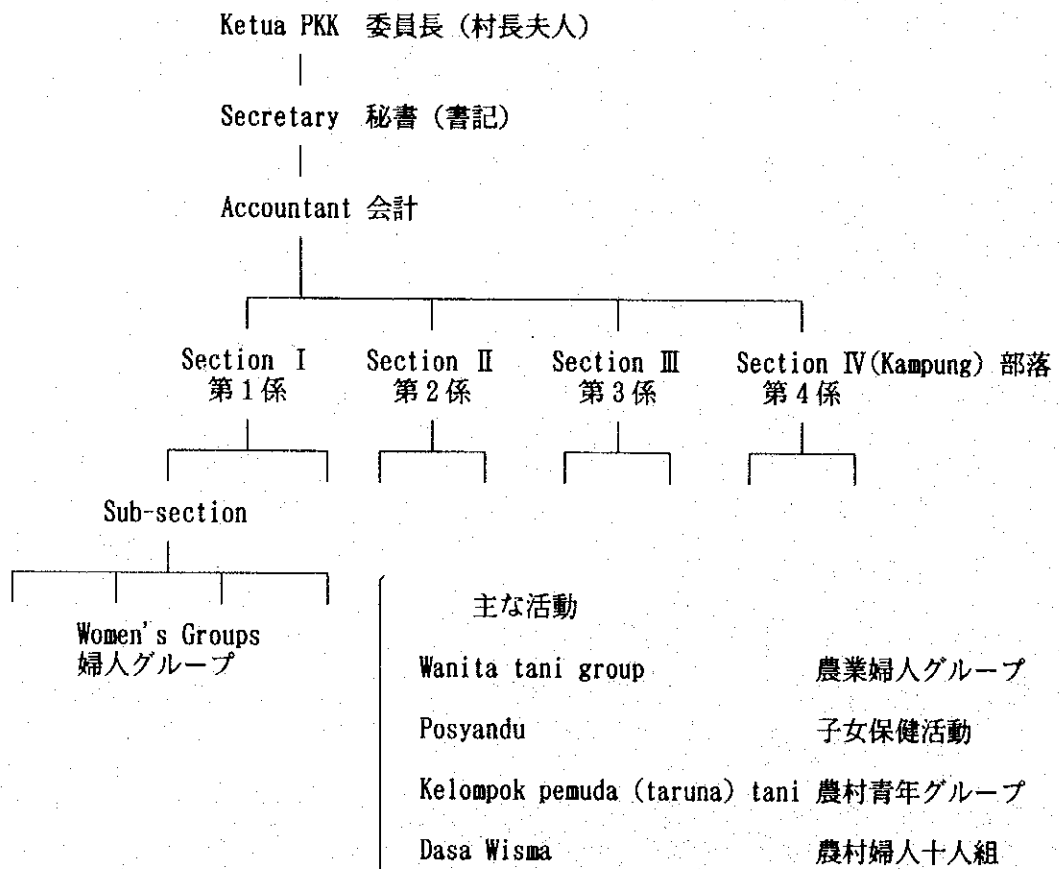 Ketua PKK 委員長 (村長夫人)
Secretary 秘書 (書記)
Accountant 会計
Section Ⅰ Section Ⅱ Section Ⅲ Section Ⅳ(Kampung) 部落
第1係 第2係 第3係 第4係
Sub-section
Women's Groups
婦人グループ
主な活動
Wanita tani group 農業婦人グループ
Posyandu 子女保健活動
Kelompok pemuda (taruna) tani 農村青年グループ
Dasa Wisma 農村婦人十人組